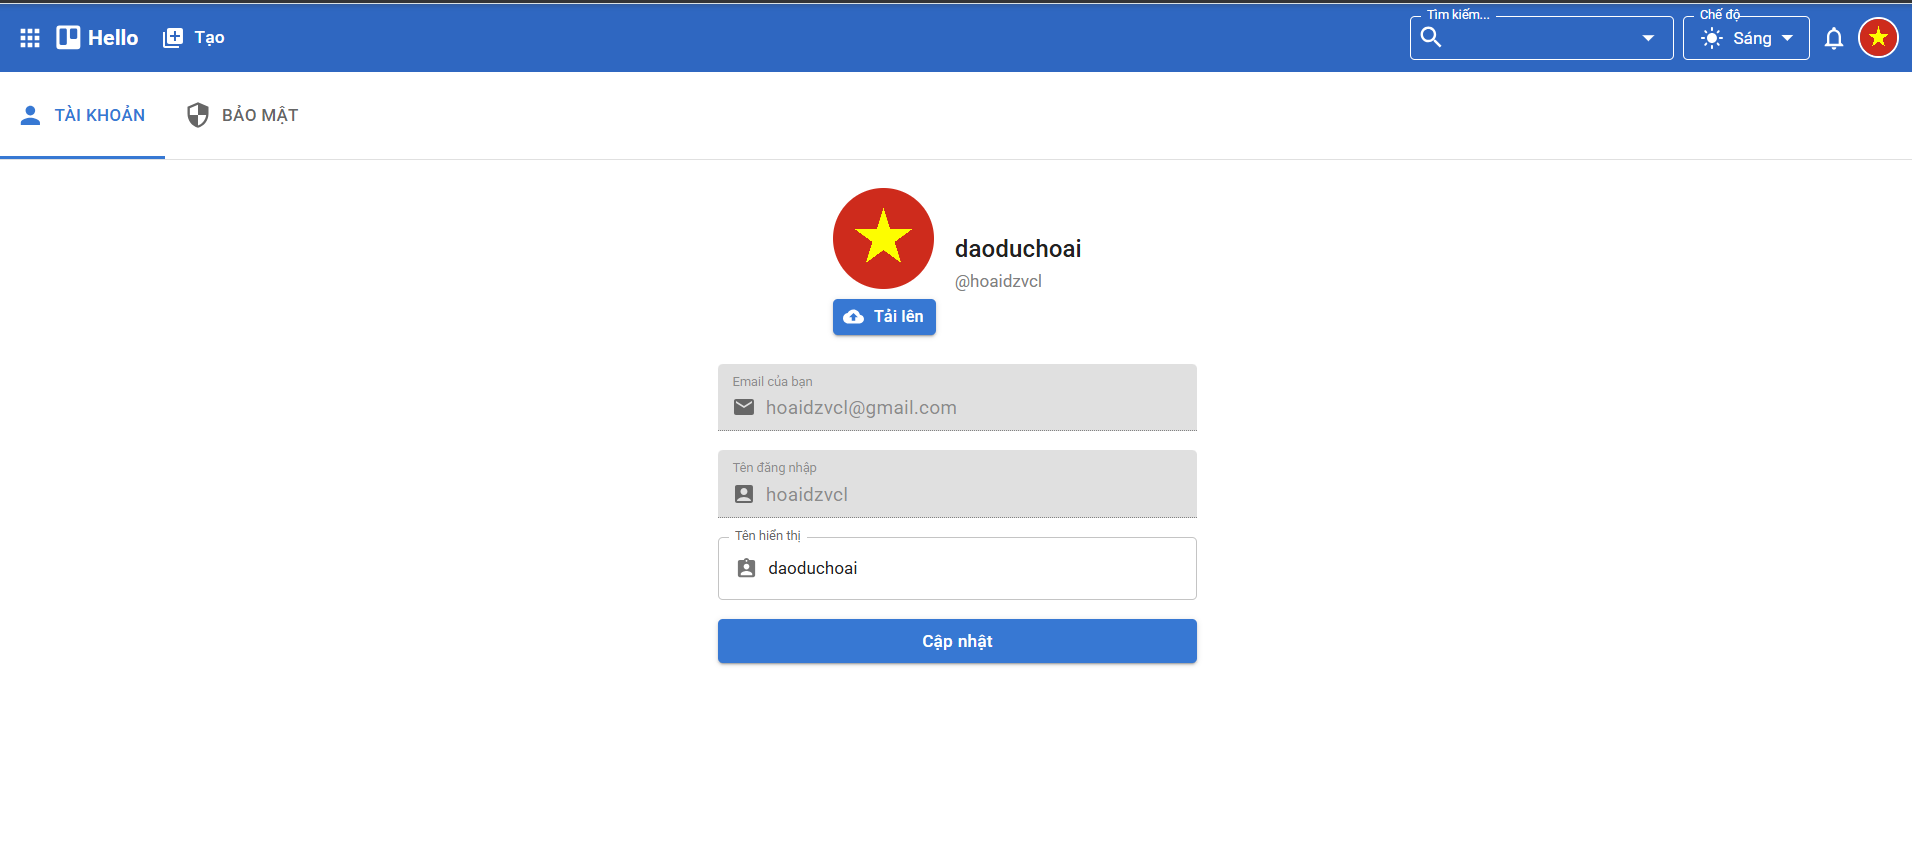 Hello
Tạo
Tìm kiếm...
Chế độ
Sáng
TÀI KHOẢN
BẢO MẬT
daoduchoai
@hoaidzvcl
Tải lên
Email của bạn
hoaidzvcl@gmail.com
Tên đăng nhập
hoaidzvcl
Tên hiển thị
daoduchoai
Cập nhật